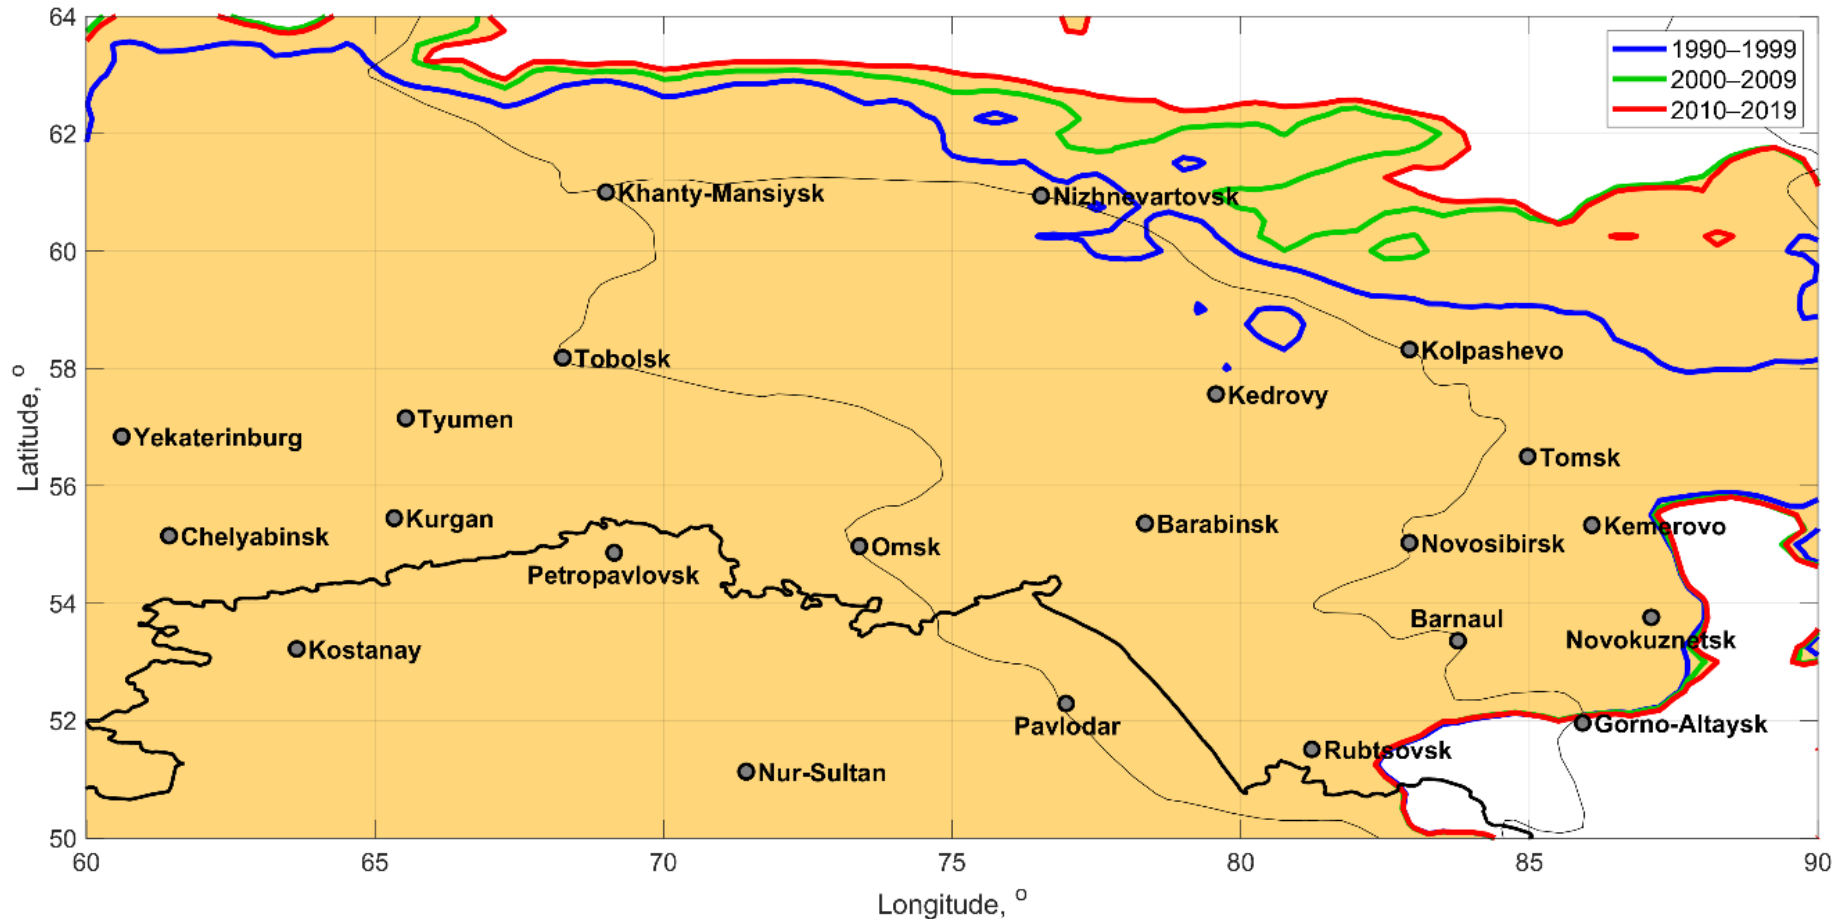 64
1990–1999
2000–2009
2010–2019
62
Khanty-Mansiysk
Nizhnevartovsk
60
Tobolsk
Kolpashevo
58
Kedrovy
Tyumen
Yekaterinburg
Tomsk
56
Kurgan
Barabinsk
Kemerovo
Chelyabinsk
Omsk
Novosibirsk
Petropavlovsk
54
Barnaul
Novokuznetsk
Kostanay
52
Pavlodar
Gorno-Altaysk
Rubtsovsk
Nur-Sultan
50
Latitude, o
60 65 70 75 80 85 90
Longitude, o